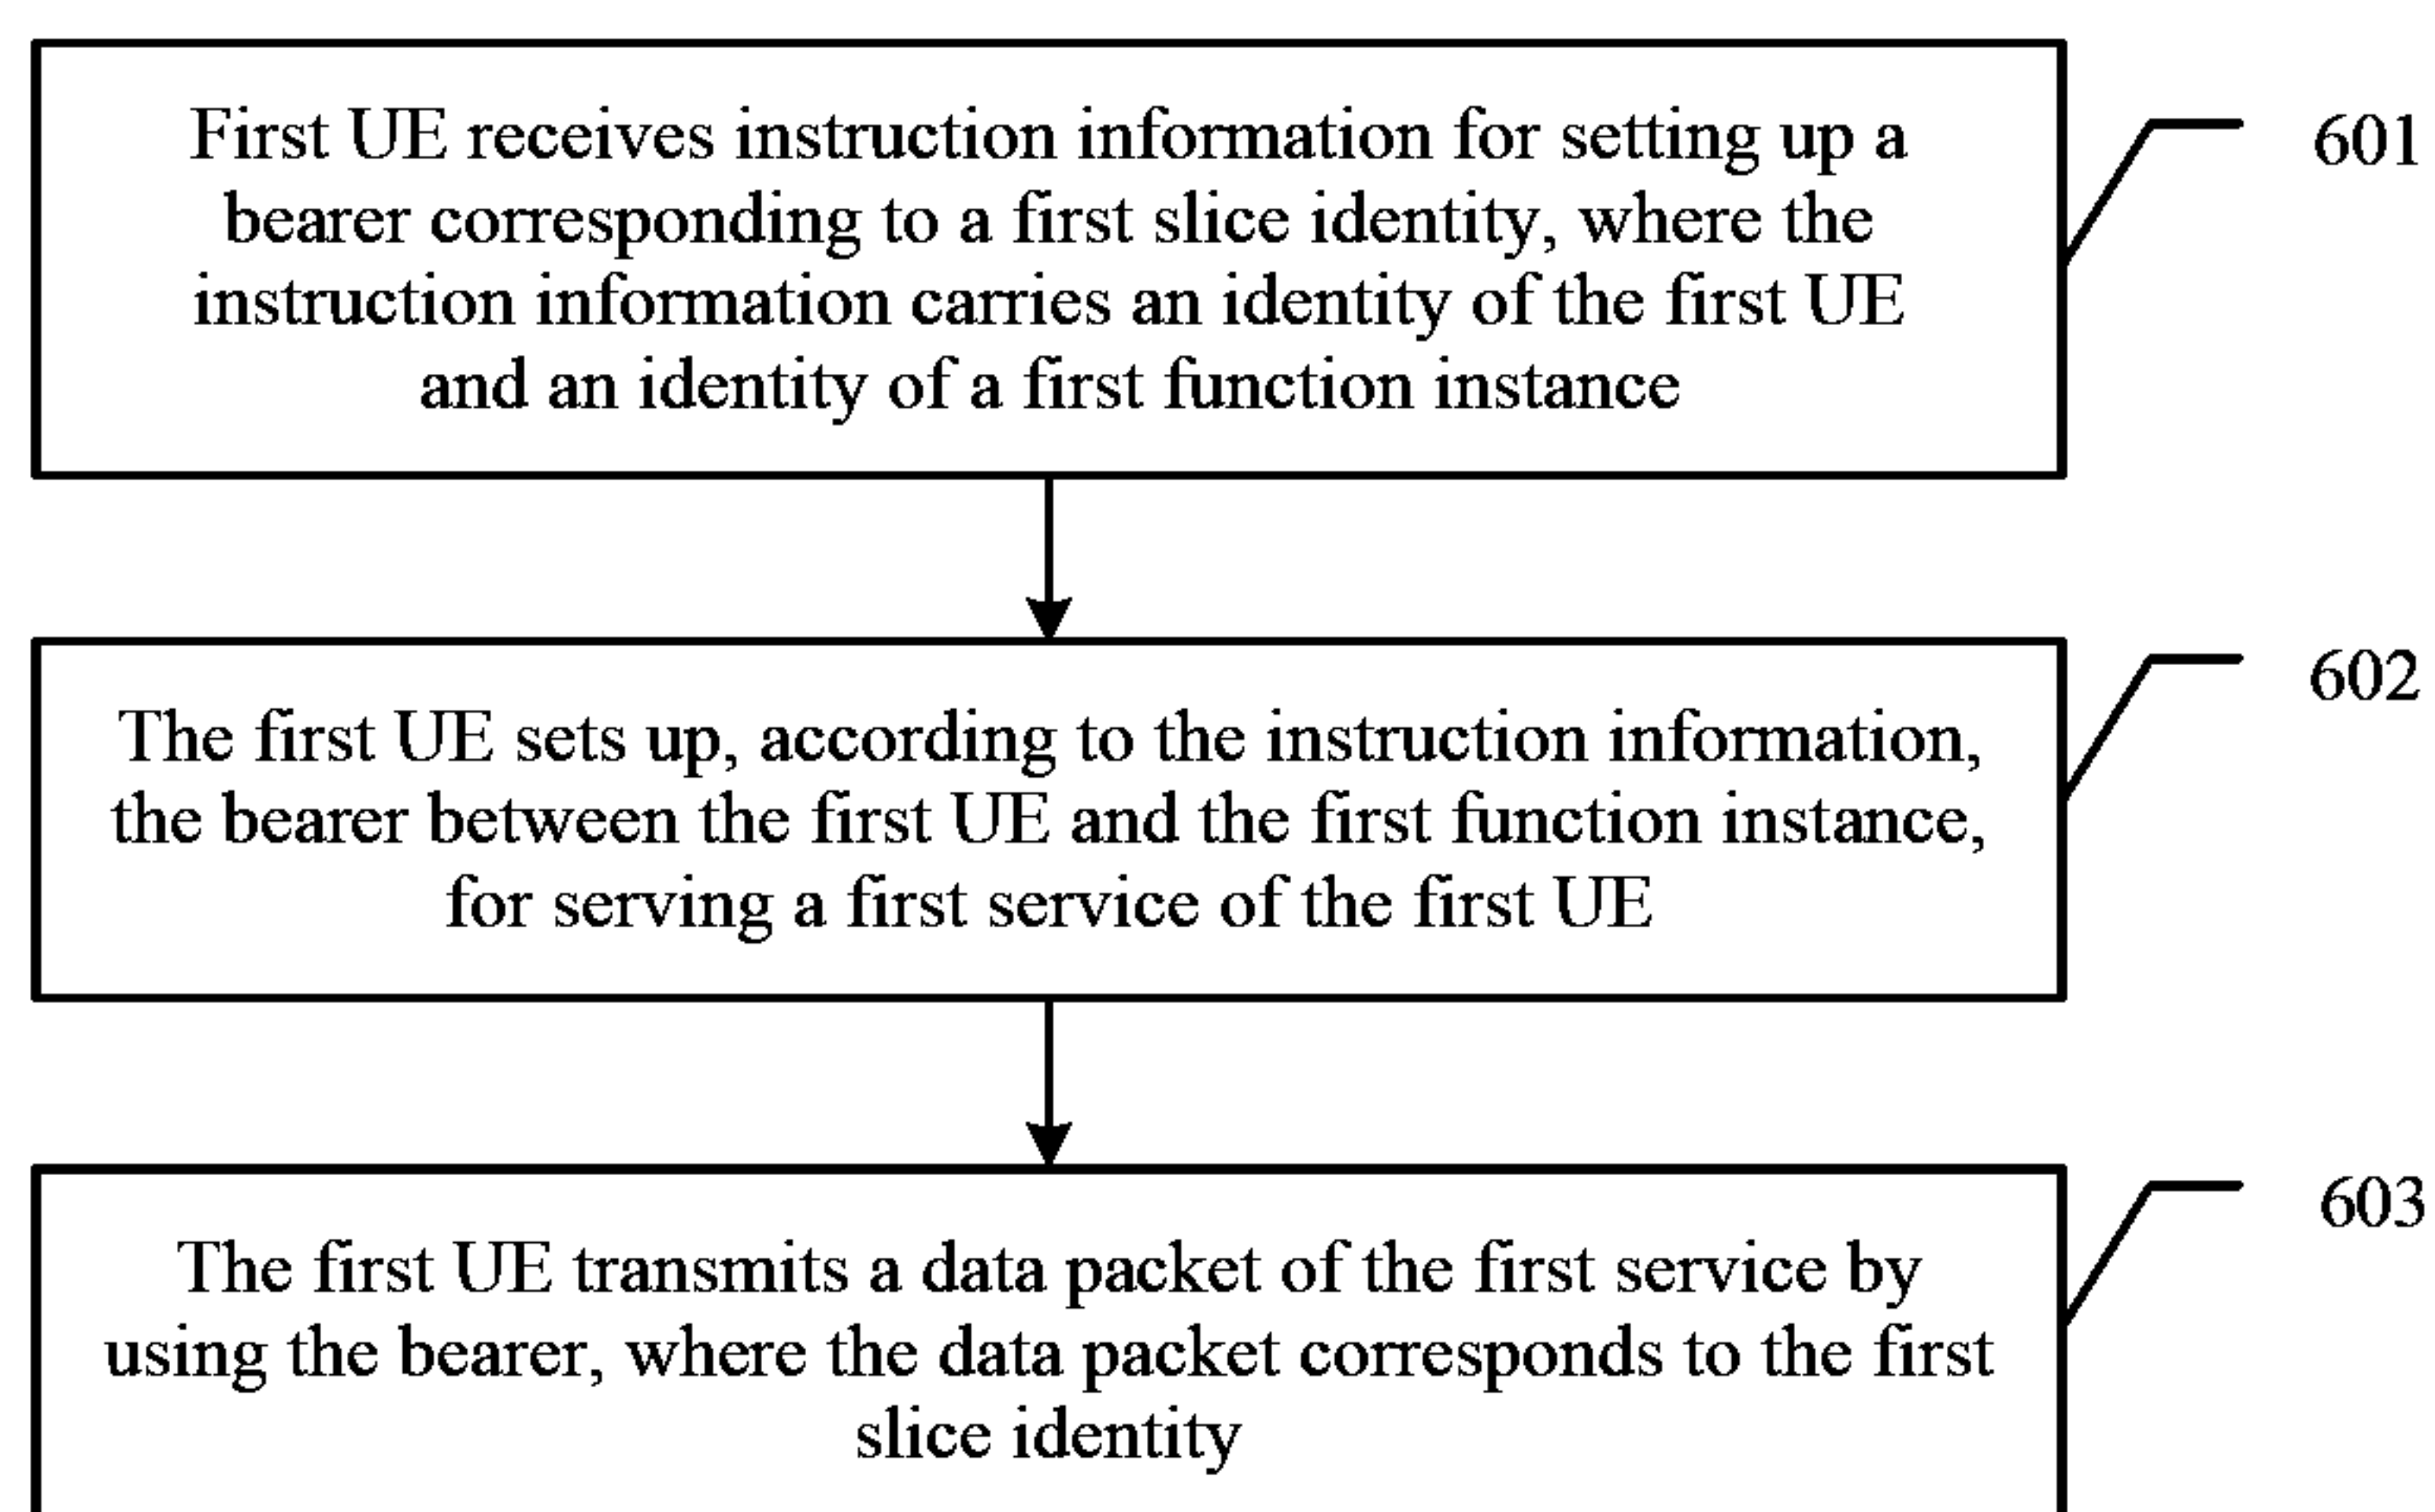 First UE receives instruction information for setting up a
bearer corresponding to a first slice identity, where the
instruction information carries an identity of the first UE
and an identity of a first function instance
601
The first UE sets up, according to the instruction information,
the bearer between the first UE and the first function instance,
for serving a first service of the first UE
602
The first UE transmits a data packet of the first service by
using the bearer, where the data packet corresponds to the first
slice identity
603